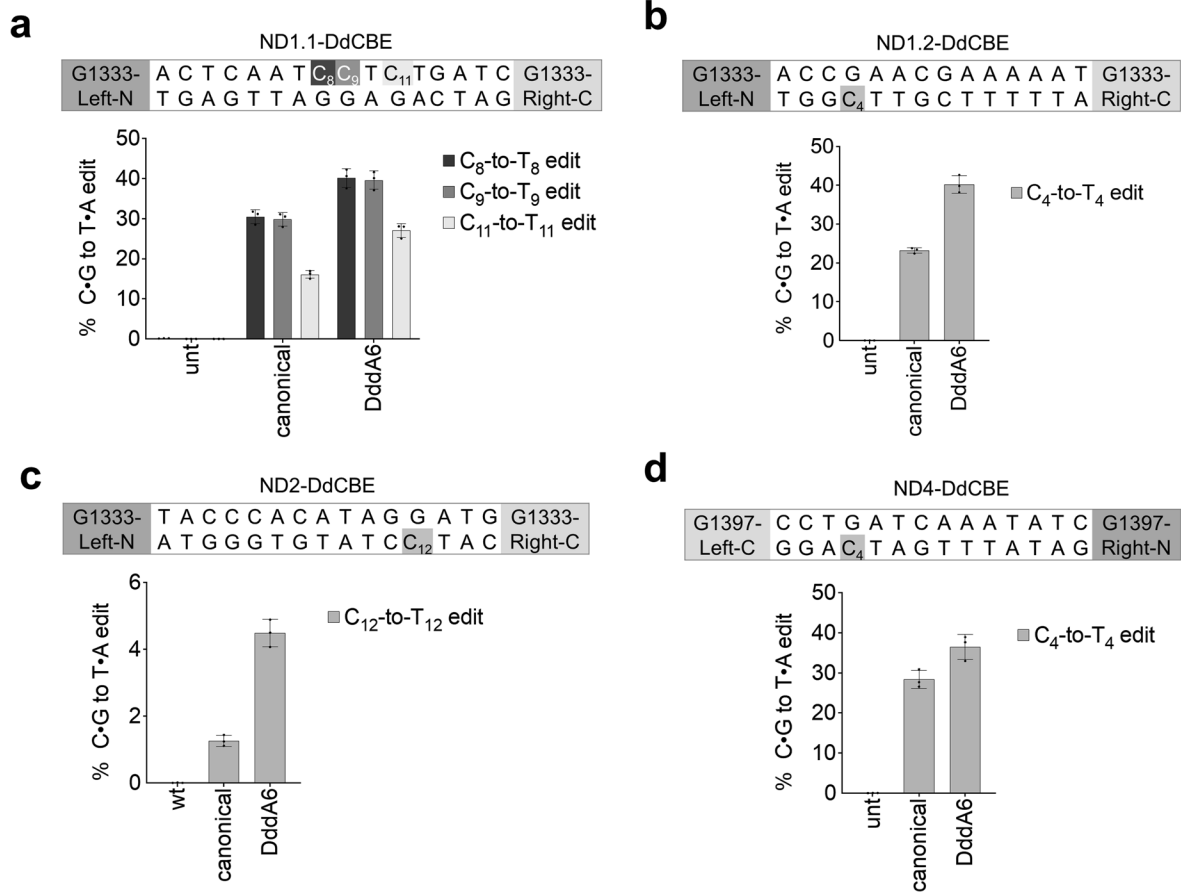 a
ND1.1-DdCBE
G1333- A C T C A A T C8 C9 T C11 T G A T C G1333-
Left-N T G A G T T A G G A G A C T A G Right-C
% C•G to T•A edit
50
40
30
20
10
0
unt
canonical
DddA6
C8-to-T8 edit
C9-to-T9 edit
C11-to-T11 edit
b
ND1.2-DdCBE
G1333- A C C G A A C G A A A A A T G1333-
Left-N T G G C4 T T G C T T T T T A Right-C
% C•G to T•A edit
50
40
30
20
10
0
unt
canonical
DddA6
C4-to-T4 edit
c
ND2-DdCBE
G1333- T A C C C A C A T A G G A T G G1333-
Left-N A T G G G T G T A T C C12 T A C Right-C
% C•G to T•A edit
6
4
2
0
wt
canonical
DddA6
C12-to-T12 edit
d
ND4-DdCBE
G1397- C C T G A T C A A A T A T C G1397-
Left-C G G A C4 T A G T T T A T A G Right-N
% C•G to T•A edit
50
40
30
20
10
0
unt
canonical
DddA6
C4-to-T4 edit